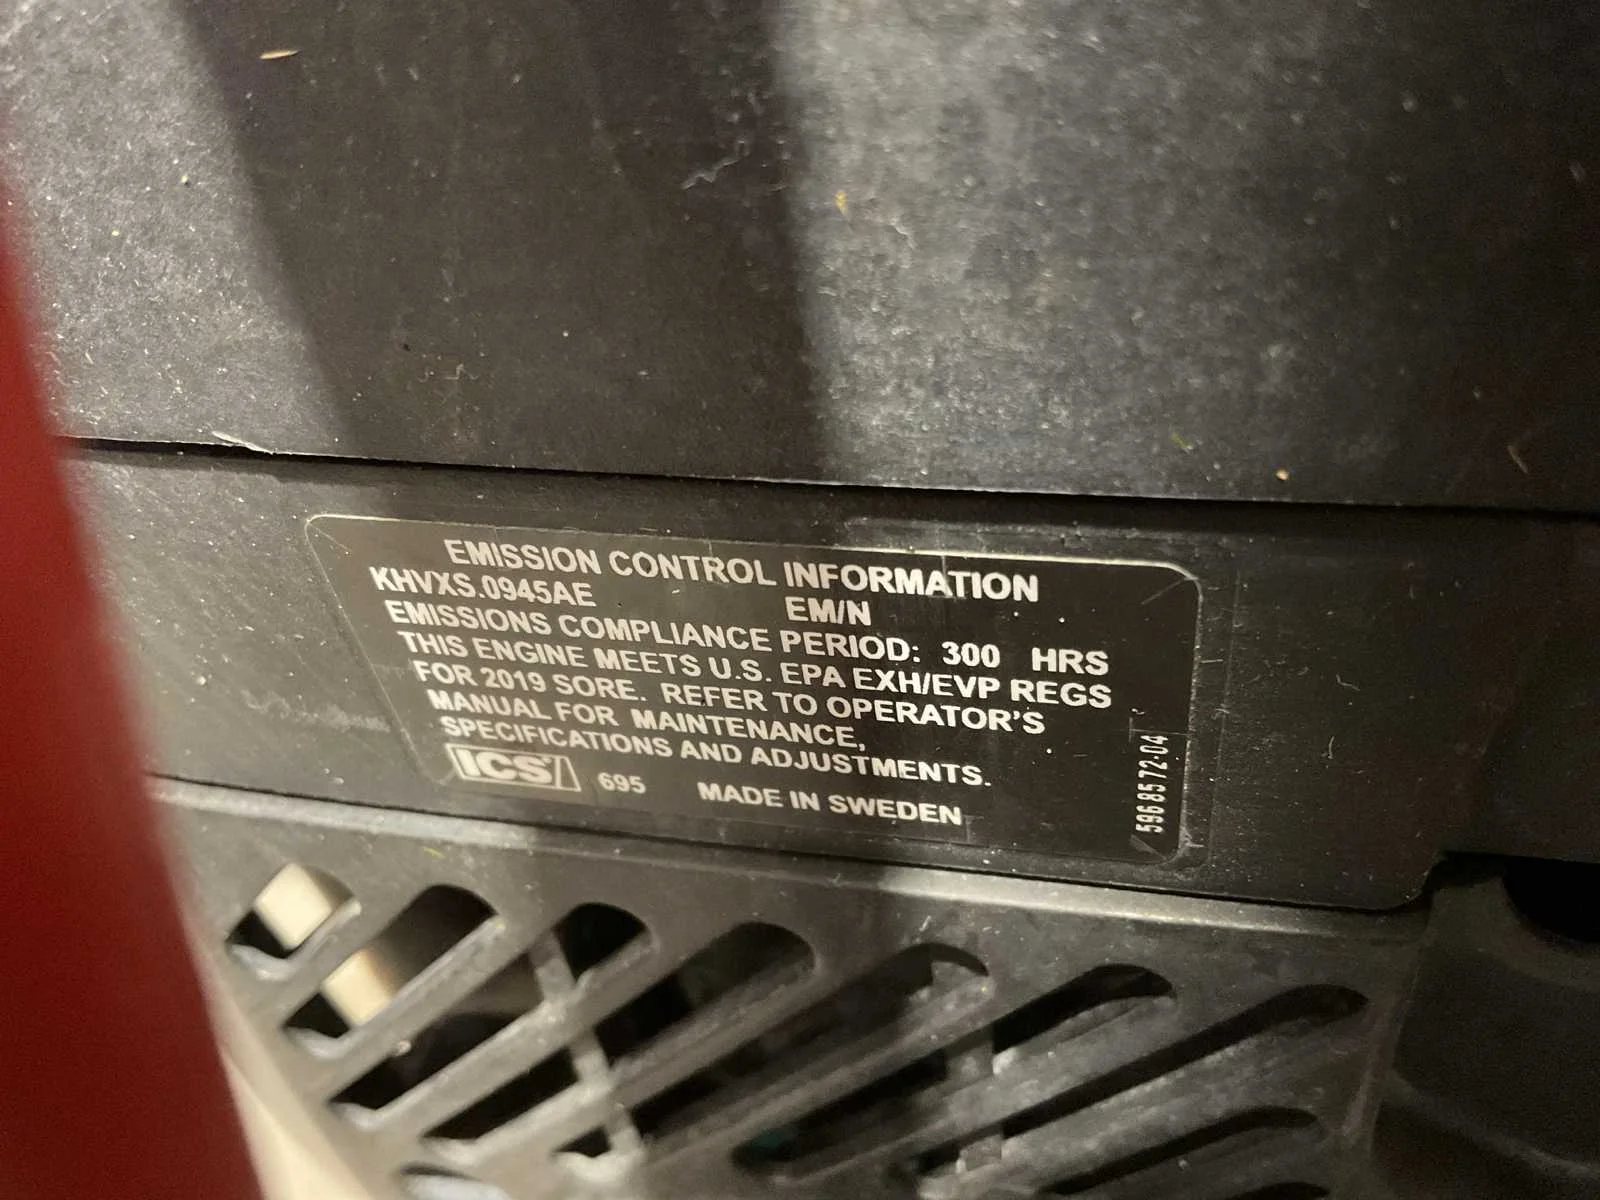 EMISSION CONTROL INFORMATION
KHVXS.0945AE EM/N
EMISSIONS COMPLIANCE PERIOD: 300 HRS
THIS ENGINE MEETS U.S. EPA EXH/EVP REGS
FOR 2019 SORE. REFER TO OPERATOR'S
MANUAL FOR MAINTENANCE,
SPECIFICATIONS AND ADJUSTMENTS.
ICS 695 MADE IN SWEDEN
596 85 72-04